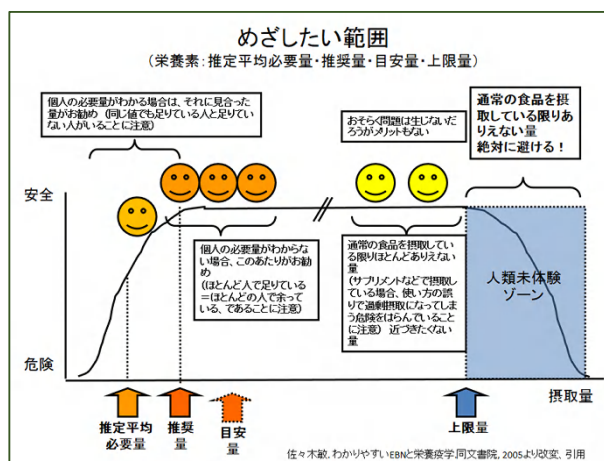 めざしたい範囲
(栄養素：推定平均必要量・推奨量・目安量・上限量)
個人の必要量がわかる場合は、それに見合った
量がお勧め (同じ値でも足りている人と足りてい
ない人がいることに注意)
おそらく問題は生じないだ
ろうがメリットもない
通常の食品を摂
取している限りあ
りえない量
絶対に避ける！
安全
個人の必要量がわからな
い場合、このあたりがお勧
め
(ほとんど人で足りている
＝ほとんどの人で余って
いる、であることに注意)
通常の食品を摂取している
限りほとんどありえない
量
(サプリメントなどで摂取し
ている場合、使い方の誤
りで過剰摂取になってしま
う危険をはらんでいること
に注意) 近づきたくない
量
人類未体験
ゾーン
危険
摂取量
推定平均
必要量
推奨
量
目安
量
上限量
佐々木敏. わかりやすいEBNと栄養疫学.同文書院, 2005より改変、引用